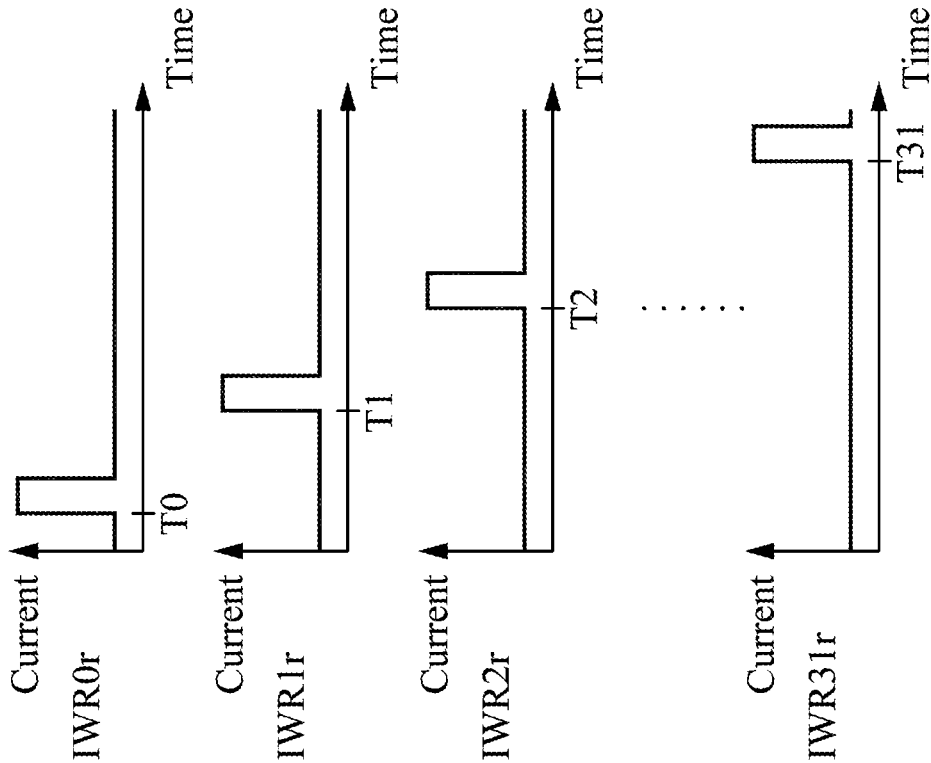 Current
IWR0r
T0
Time
Current
IWR1r
T1
Time
Current
IWR2r
T2
Time
. . . . . .
Current
IWR31r
T31
Time